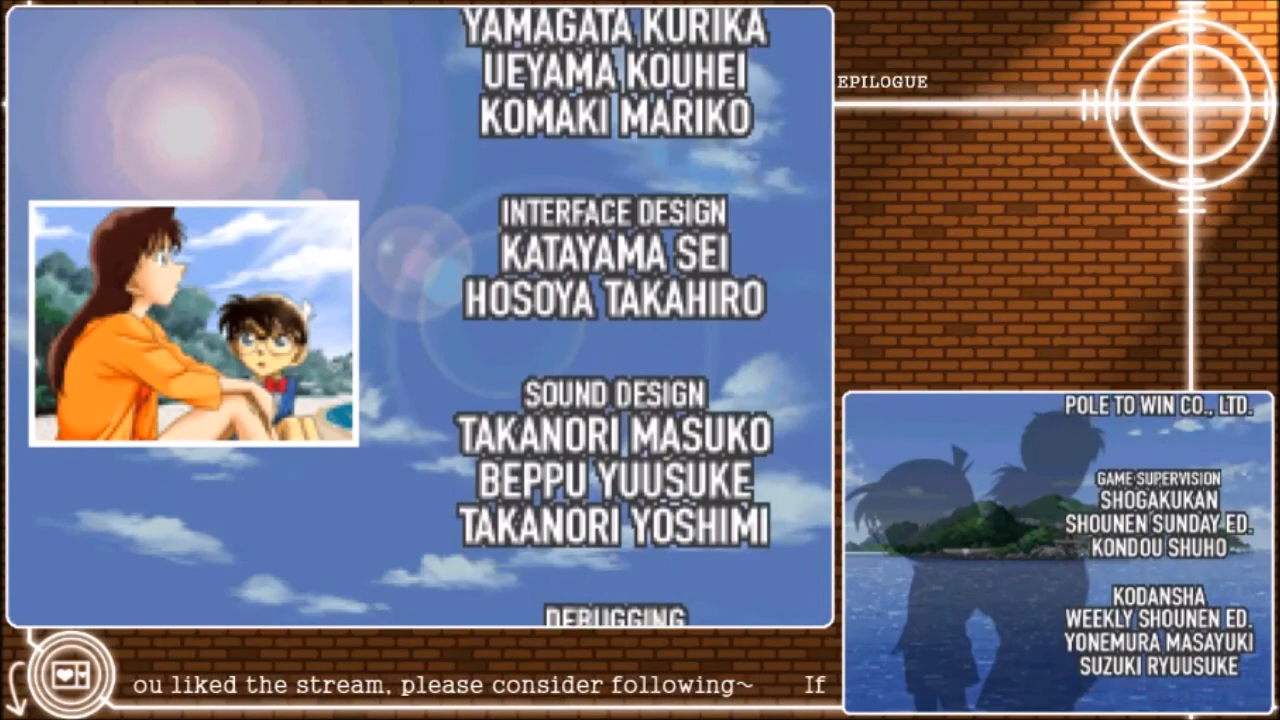 YAMAGATA KURIKA
UEYAMA KOUHEI
KOMAKI MARIKO
INTERFACE DESIGN
KATAYAMA SEI
HOSOYA TAKAHIRO
SOUND DESIGN
TAKANORI MASUKO
BEPPU YUUSUKE
TAKANORI YOSHIMI
DEBUGGING
EPILOGUE
POLE TO WIN CO., LTD.
GAME SUPERVISION
SHOGAKUKAN
SHOUNEN SUNDAY ED.
KONDOU SHUHO
KODANSHA
WEEKLY SHOUNEN ED.
YONEMURA MASAYUKI
SUZUKI RYUUSUKE
ou liked the stream, please consider following~ If